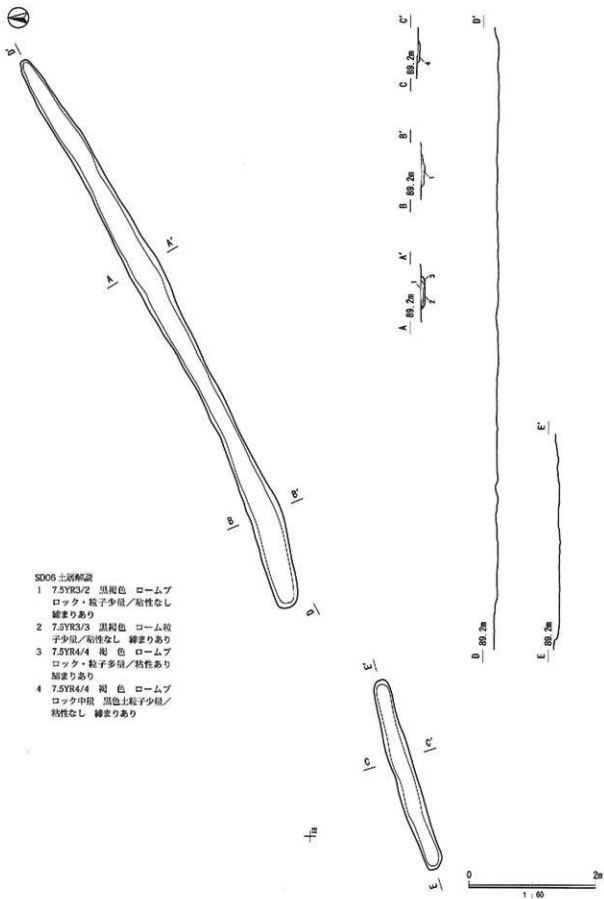 D'
A'
A
B'
B
D
E'
C'
C
E
SD06 土層解説
1 7.5YR3/2 黒褐色 ロームブ
ロック・粒子少量/粘性なし
締まりあり
2 7.5YR3/3 黒褐色 ローム粒
子少量/粘性なし 締まりあり
3 7.5YR4/4 褐 色 ロームブ
ロック・粒子多量/粘性あり
締まりあり
4 7.5YR4/4 褐 色 ロームブ
ロック中量 黒色土粒子少量/
粘性なし 締まりあり
C 89.2m C'
4
B 89.2m B'
1
A 89.2m A'
1
2
3
D 89.2m D'
E 89.2m E'
0 2m
1 : 60